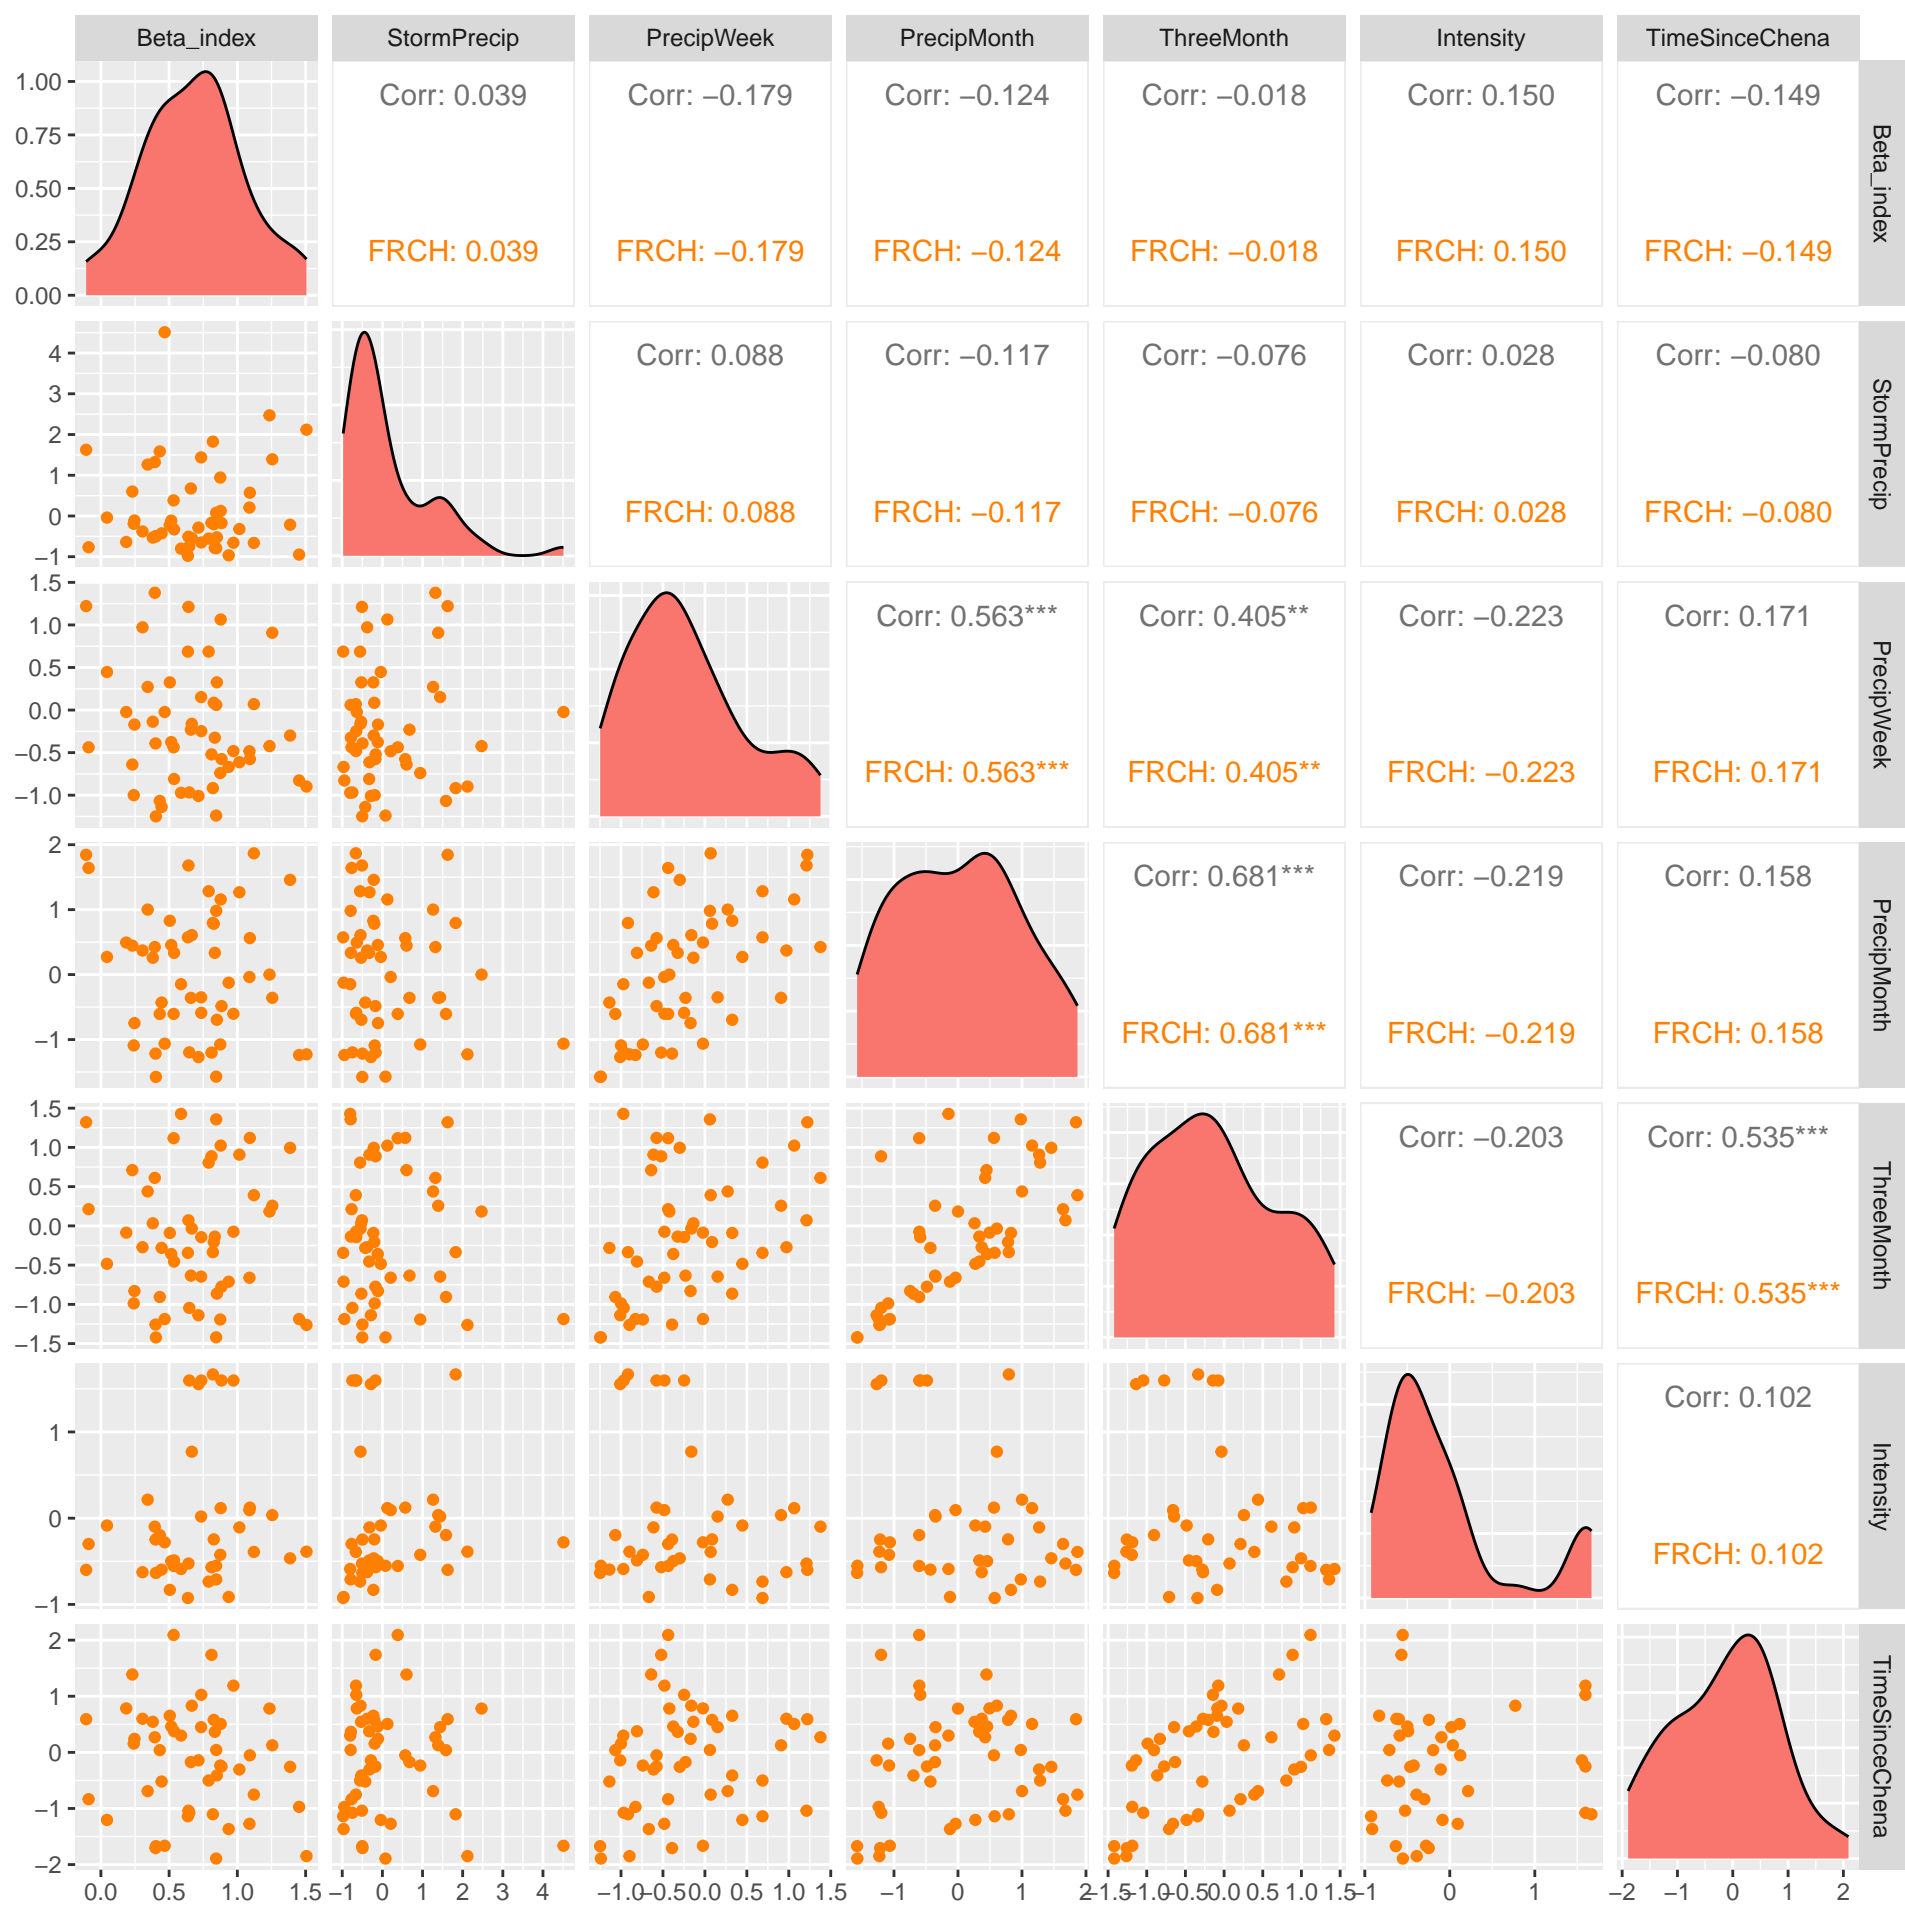 Beta_index StormPrecip PrecipWeek PrecipMonth ThreeMonth Intensity TimeSinceChena
1.00
0.75
0.50
0.25
0.00
Corr: 0.039 Corr: −0.179 Corr: −0.124 Corr: −0.018 Corr: 0.150 Corr: −0.149
FRCH: 0.039 FRCH: −0.179 FRCH: −0.124 FRCH: −0.018 FRCH: 0.150 FRCH: −0.149
Beta_index
4
3
2
1
0
−1
Corr: 0.088 Corr: −0.117 Corr: −0.076 Corr: 0.028 Corr: −0.080
FRCH: 0.088 FRCH: −0.117 FRCH: −0.076 FRCH: 0.028 FRCH: −0.080
StormPrecip
1.5
1.0
0.5
0.0
−0.5
−1.0
Corr: 0.563*** Corr: 0.405** Corr: −0.223 Corr: 0.171
FRCH: 0.563*** FRCH: 0.405** FRCH: −0.223 FRCH: 0.171
PrecipWeek
2
1
0
−1
Corr: 0.681*** Corr: −0.219 Corr: 0.158
FRCH: 0.681*** FRCH: −0.219 FRCH: 0.158
PrecipMonth
1.5
1.0
0.5
0.0
−0.5
−1.0
−1.5
Corr: −0.203 Corr: 0.535***
FRCH: −0.203 FRCH: 0.535***
ThreeMonth
1
0
−1
Corr: 0.102
FRCH: 0.102
Intensity
2
1
0
−1
−2
TimeSinceChena
0.0 0.5 1.0 1.5 −1 0 1 2 3 4 −1.0 −0.5 0.0 0.5 1.0 1.5 −1 0 1 2 −1.5 −1.0 −0.5 0.0 0.5 1.0 1.5 −1 0 1 −2 −1 0 1 2